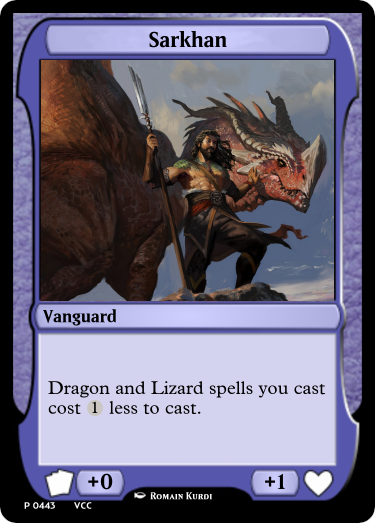 Sarkhan
Vanguard
Dragon and Lizard spells you cast
cost 1 less to cast.
+0
+1
P 0443 VCC
Romain Kurdi